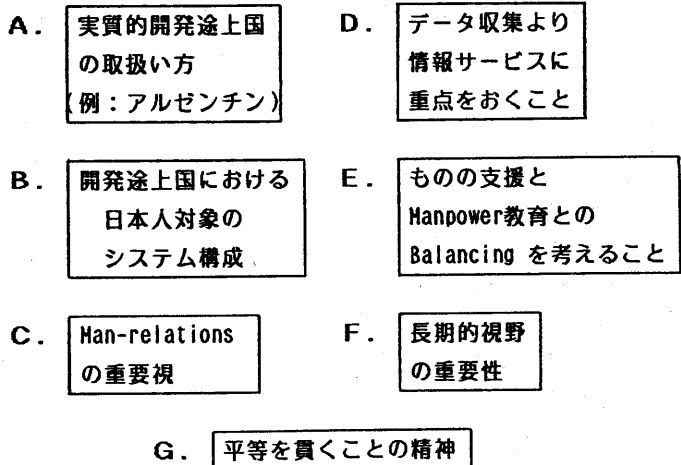 A. 実質的開発途上国
の取扱い方
(例：アルゼンチン)
B. 開発途上国における
日本人対象の
システム構成
C. Man-relations
の重要視
D. データ収集より
情報サービスに
重点をおくこと
E. ものの支援と
Manpower教育との
Balancing を考えること
F. 長期的視野
の重要性
G. 平等を貫くことの精神